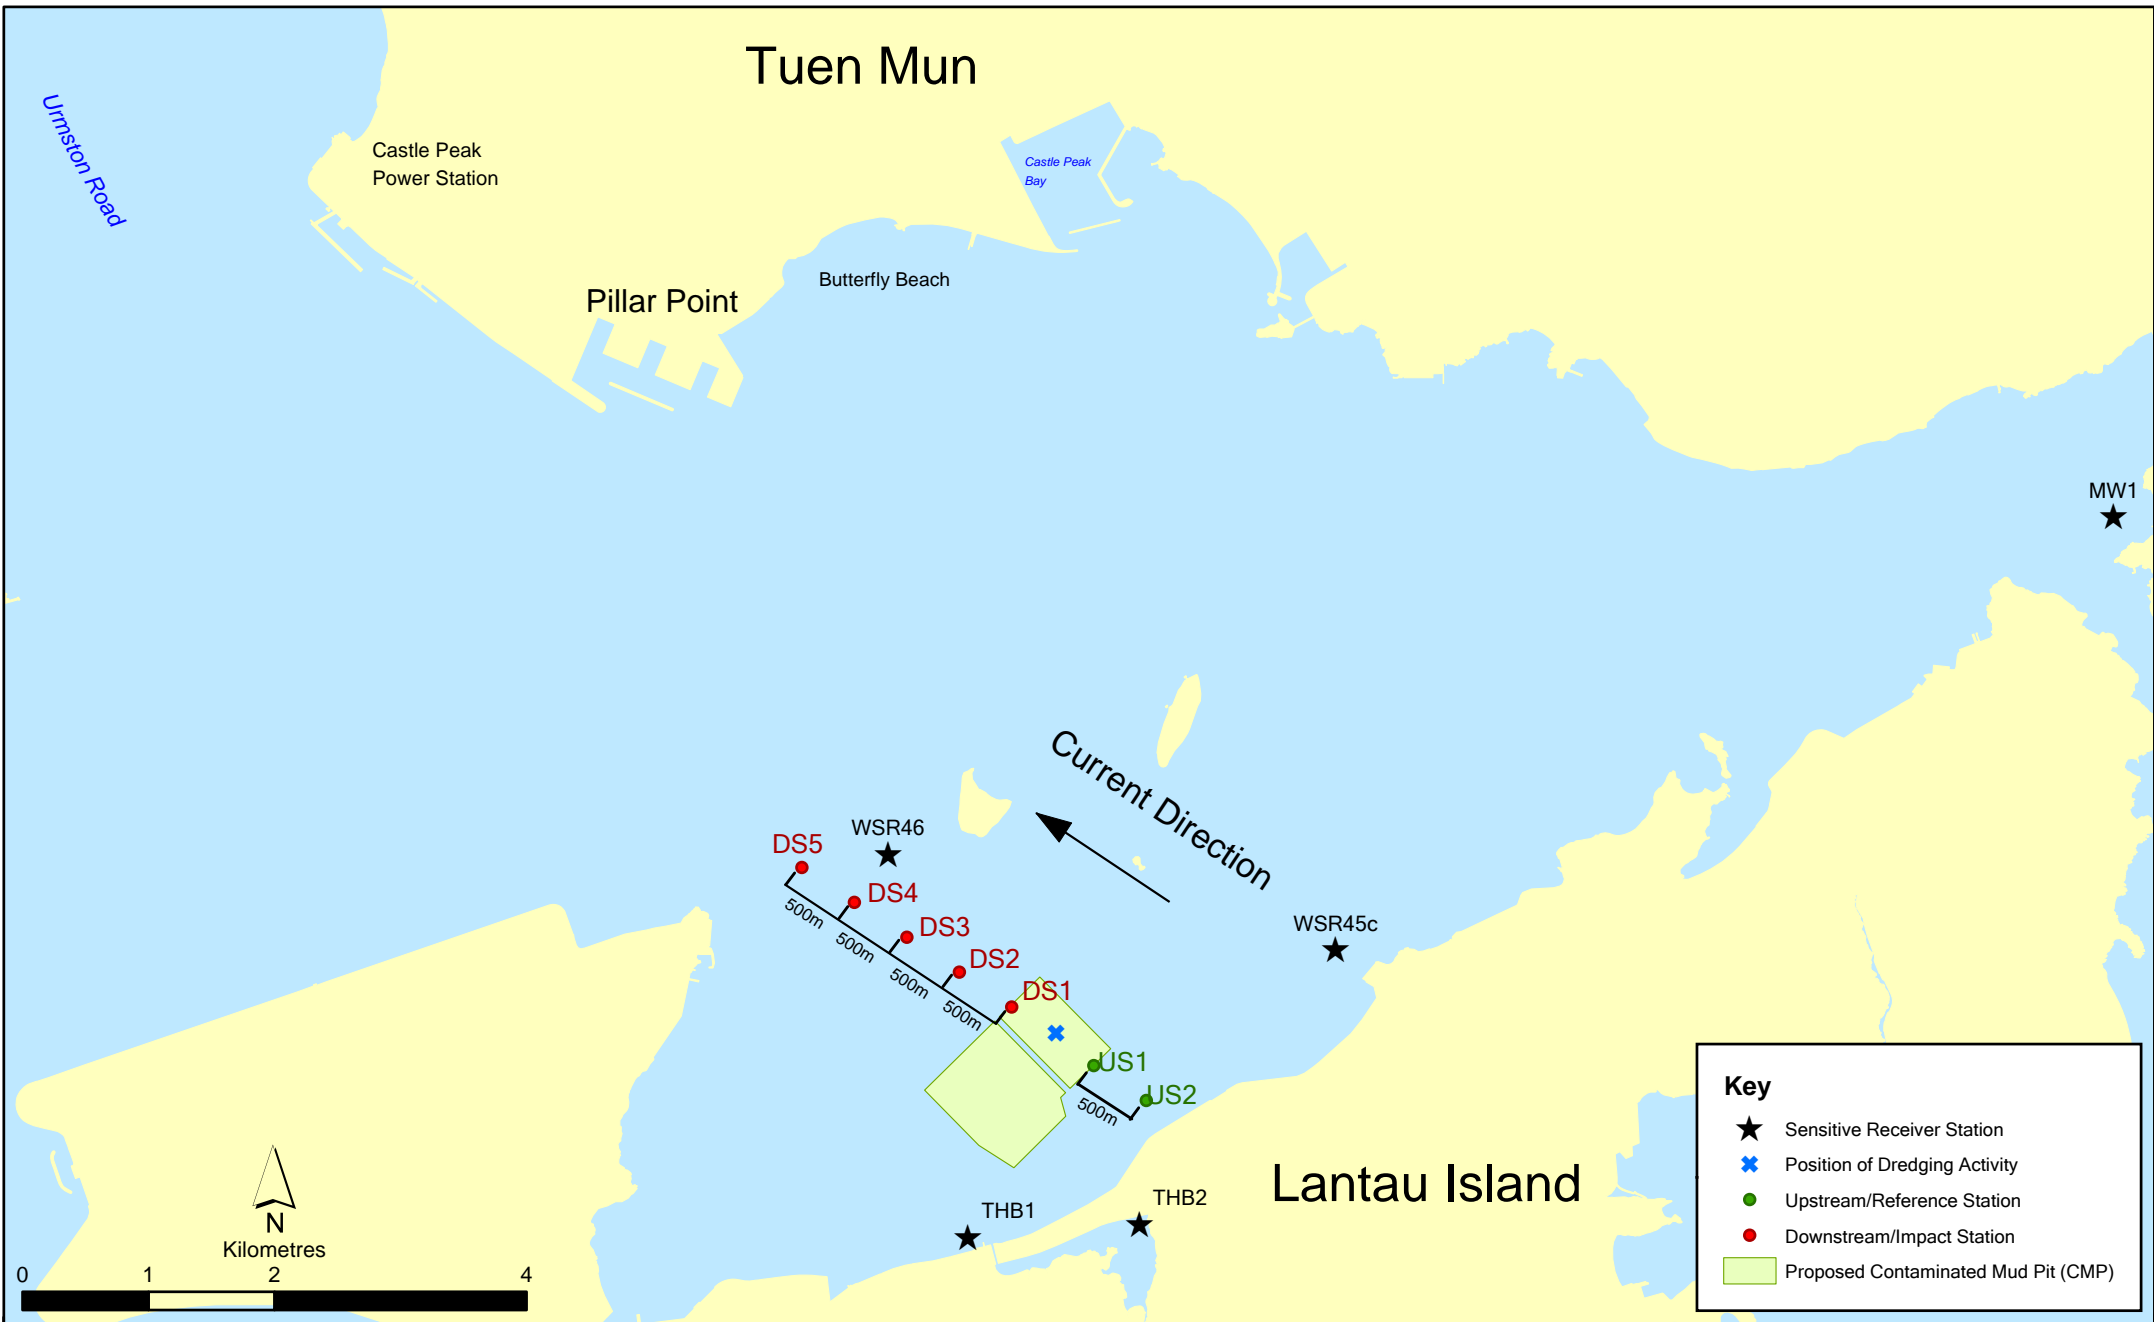 Tuen Mun
Urmston Road
Castle Peak
Power Station
Castle Peak
Bay
Butterfly Beach
Pillar Point
MW1
Current Direction
WSR46
DS5
DS4
DS3
DS2
DS1
WSR45c
500m
500m
500m
500m
US1
US2
500m
Lantau Island
THB1
THB2
N
Kilometres
0 1 2 4
Key
Sensitive Receiver Station
Position of Dredging Activity
Upstream/Reference Station
Downstream/Impact Station
Proposed Contaminated Mud Pit (CMP)